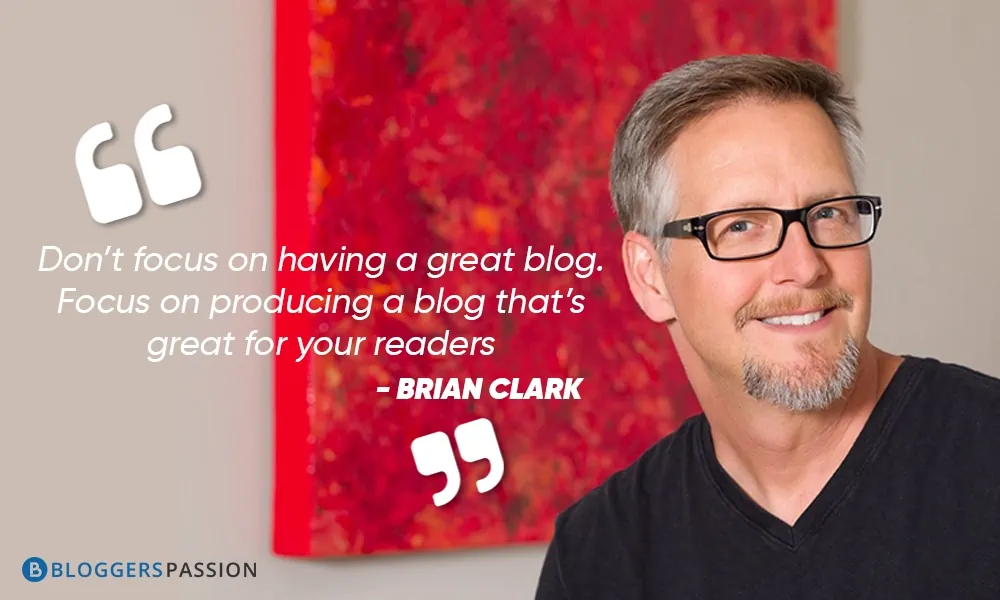 Don't focus on having a great blog.
Focus on producing a blog that's
great for your readers
- BRIAN CLARK
B BLOGGERSPASSION